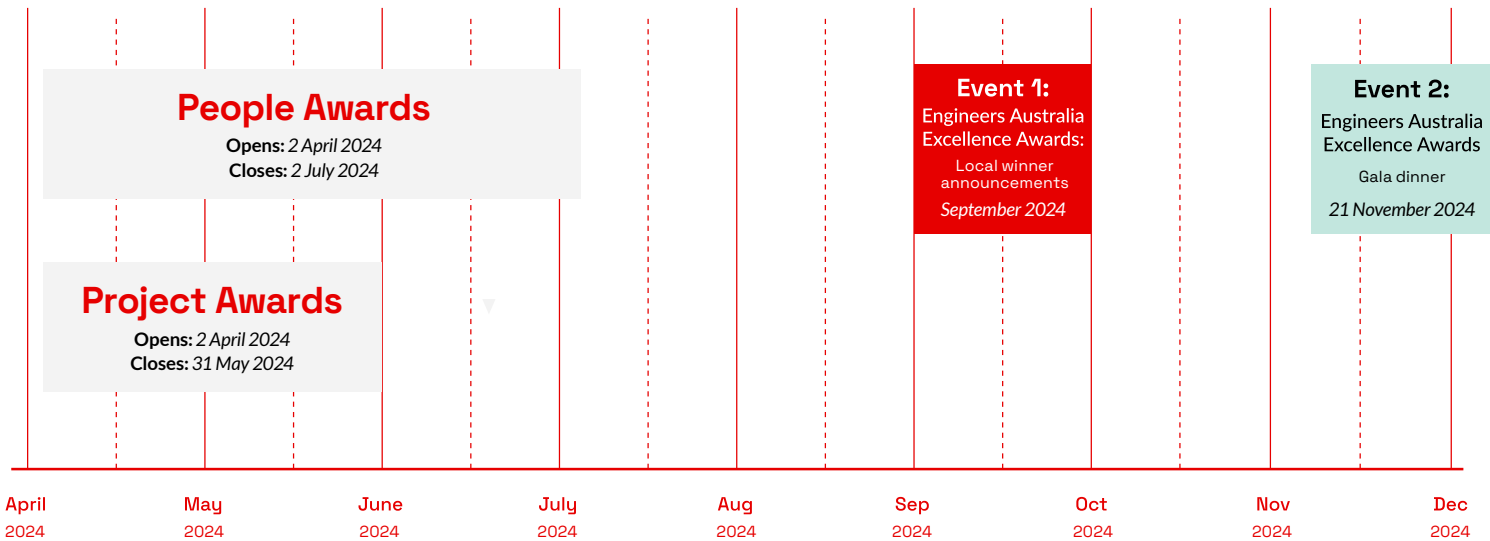 People Awards
Opens: 2 April 2024
Closes: 2 July 2024
Event 1:
Engineers Australia
Excellence Awards:
Local winner
announcements
September 2024
Event 2:
Engineers Australia
Excellence Awards
Gala dinner
21 November 2024
Project Awards
Opens: 2 April 2024
Closes: 31 May 2024
April May June July Aug Sep Oct Nov Dec
2024 2024 2024 2024 2024 2024 2024 2024 2024